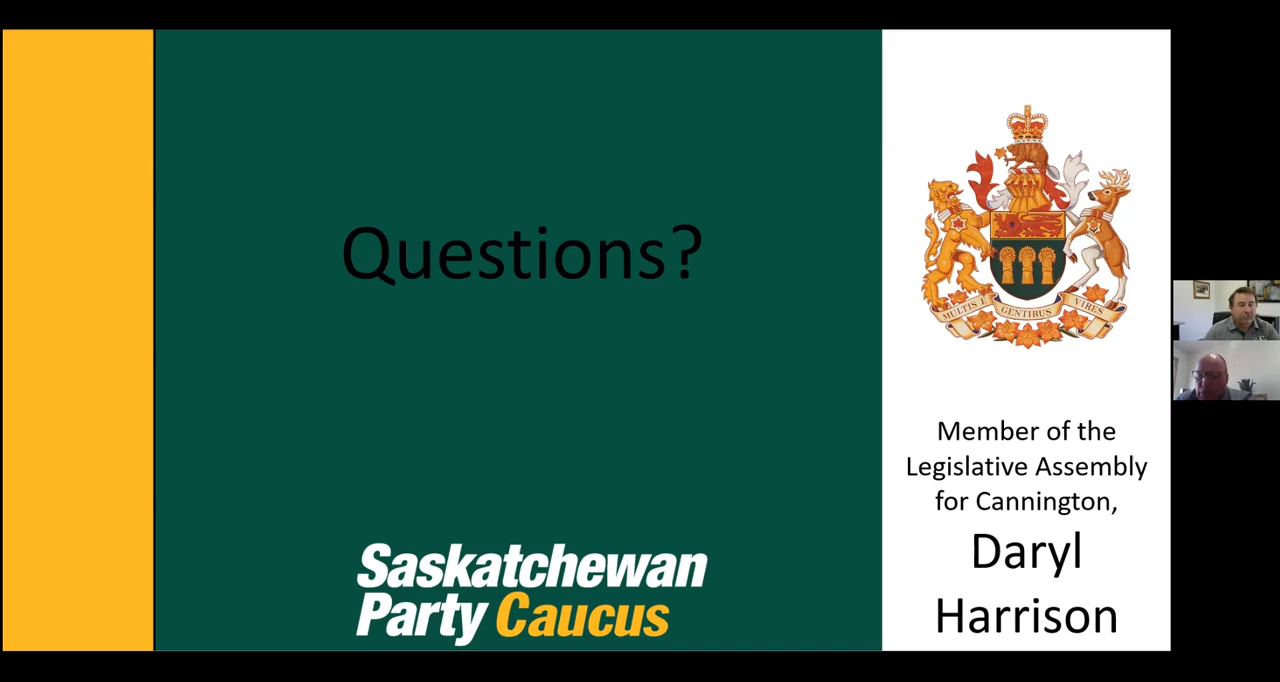 Questions?
Saskatchewan
Party Caucus
MULTIS E GENTIBUS VIRES
Member of the
Legislative Assembly
for Cannington,
Daryl
Harrison